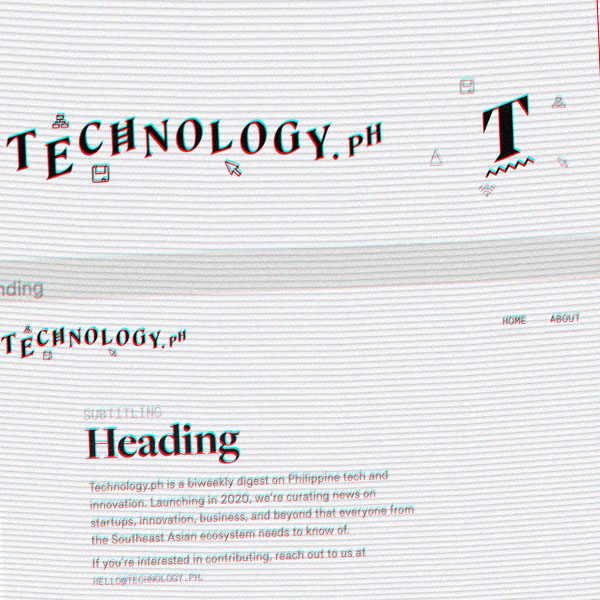 TECHNOLOGY.PH
T
nding
TECHNOLOGY.PH
HOME ABOUT
SUBTITLING
Heading
Technology.ph is a biweekly digest on Philippine tech and
innovation. Launching in 2020, we're curating news on
startups, innovation, business, and beyond that everyone from
the Southeast Asian ecosystem needs to know of.
If you're interested in contributing, reach out to us at
HELLO@TECHNOLOGY.PH.